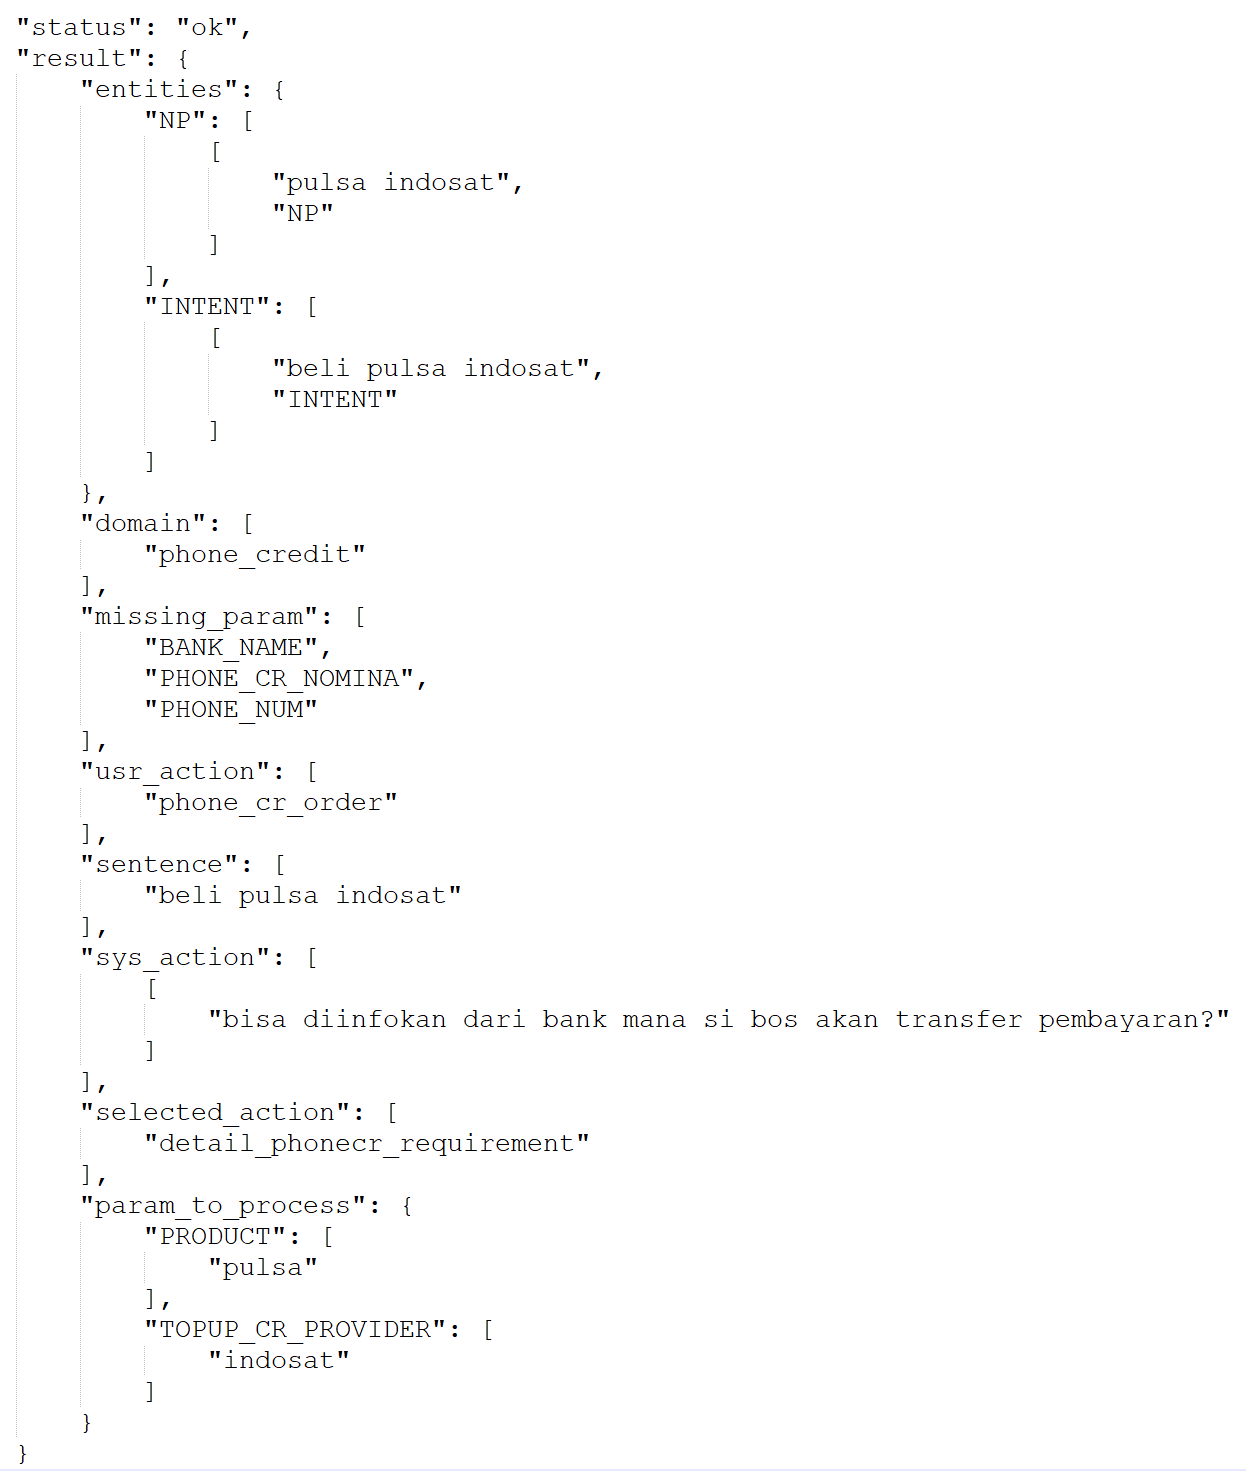 "status": "ok",
"result": {
    "entities": {
        "NP": [
            [
                "pulsa indosat",
                "NP"
            ]
        ],
        "INTENT": [
            [
                "beli pulsa indosat",
                "INTENT"
            ]
        ]
    },
    "domain": [
        "phone_credit"
    ],
    "missing_param": [
        "BANK_NAME",
        "PHONE_CR_NOMINA",
        "PHONE_NUM"
    ],
    "usr_action": [
        "phone_cr_order"
    ],
    "sentence": [
        "beli pulsa indosat"
    ],
    "sys_action": [
        [
            "bisa diinfokan dari bank mana si bos akan transfer pembayaran?"
        ]
    ],
    "selected_action": [
        "detail_phonecr_requirement"
    ],
    "param_to_process": {
        "PRODUCT": [
            "pulsa"
        ],
        "TOPUP_CR_PROVIDER": [
            "indosat"
        ]
    }
}